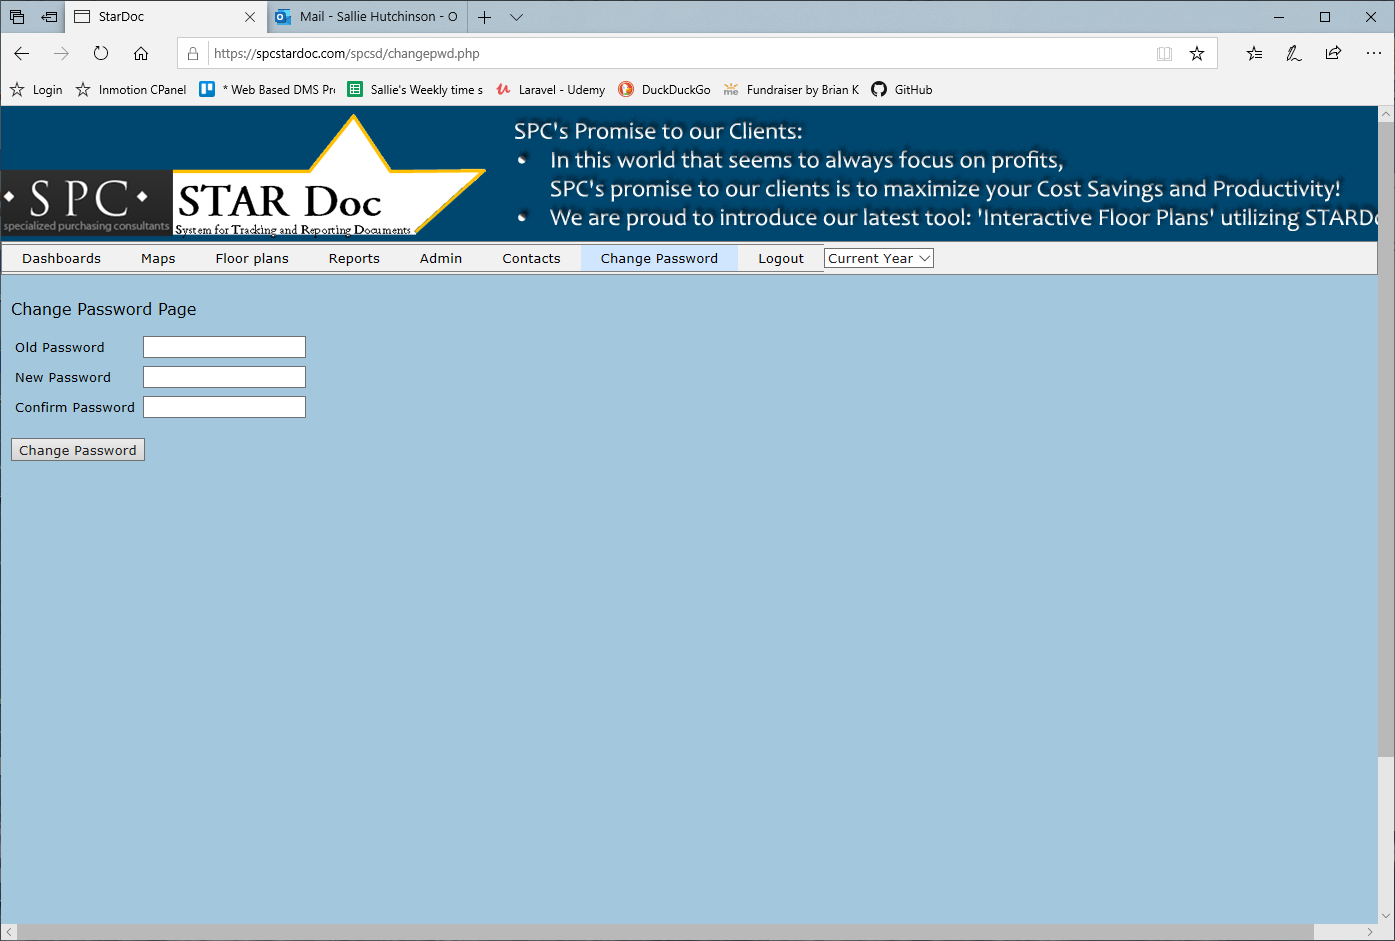 StarDoc
Mail - Sallie Hutchinson - O
https://spcstardoc.com/spcsd/changepwd.php
Login
Inmotion CPanel
* Web Based DMS Pr
Sallie's Weekly time s
Laravel - Udemy
DuckDuckGo
Fundraiser by Brian K
GitHub
SPC's Promise to our Clients:
In this world that seems to always focus on profits,
SPC's promise to our clients is to maximize your Cost Savings and Productivity!
We are proud to introduce our latest tool: 'Interactive Floor Plans' utilizing STARDo
SPC
specialized purchasing consultants
STAR Doc
System for Tracking and Reporting Documents
Dashboards
Maps
Floor plans
Reports
Admin
Contacts
Change Password
Logout
Current Year
Change Password Page
Old Password
New Password
Confirm Password
Change Password